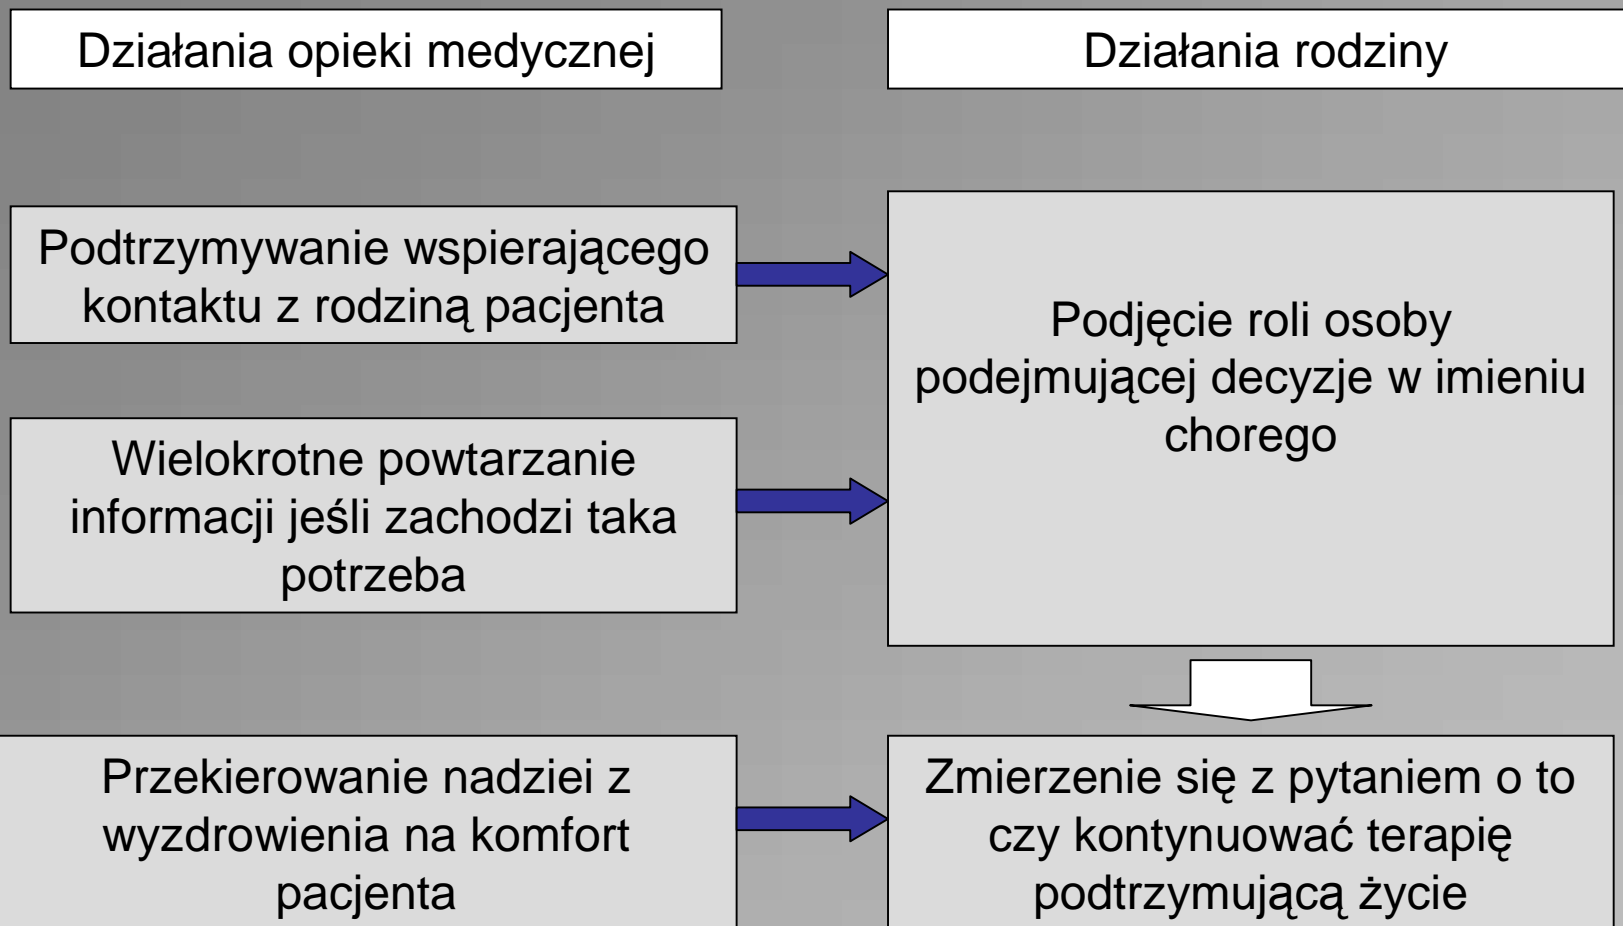 Działania opieki medycznej
Działania rodziny
Podtrzymywanie wspierającego
kontaktu z rodziną pacjenta
Podjęcie roli osoby
podejmującej decyzje w imieniu
chorego
Wielokrotne powtarzanie
informacji jeśli zachodzi taka
potrzeba
Przekierowanie nadziei z
wyzdrowienia na komfort
pacjenta
Zmierzenie się z pytaniem o to
czy kontynuować terapię
podtrzymującą życie